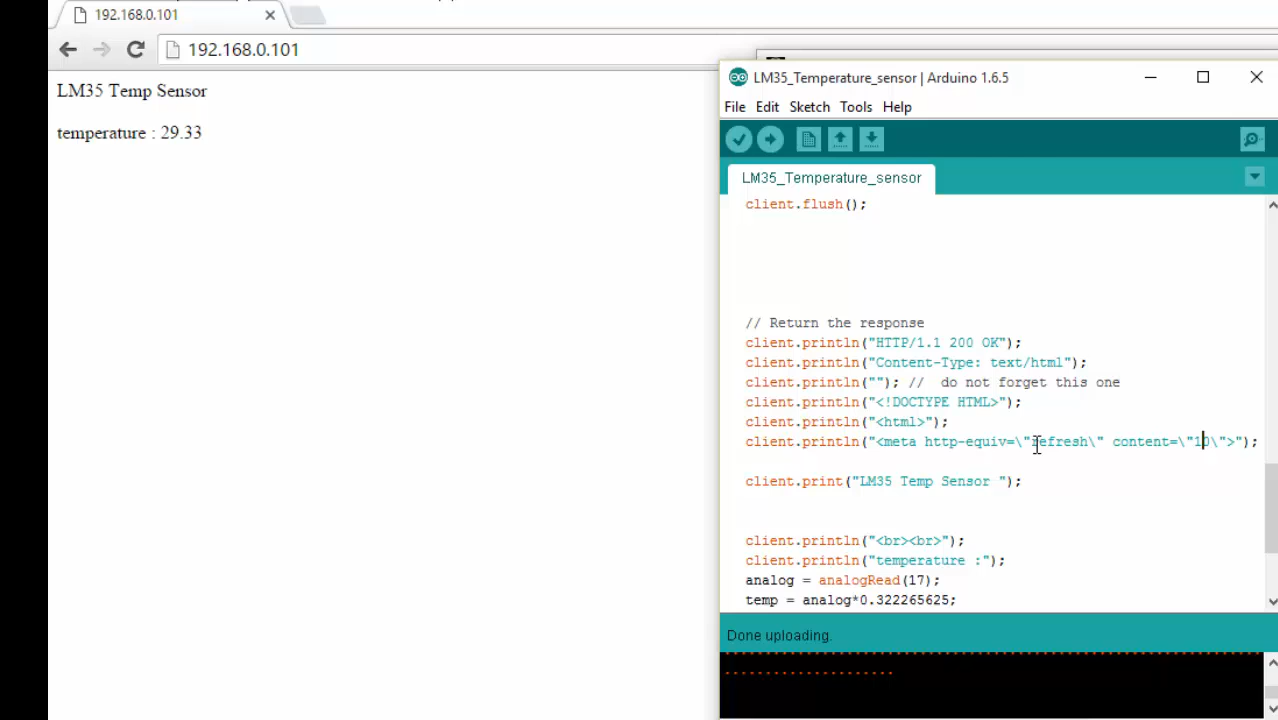 192.168.0.101
192.168.0.101
LM35 Temp Sensor
temperature : 29.33
LM35_Temperature_sensor | Arduino 1.6.5
File Edit Sketch Tools Help
LM35_Temperature_sensor
client.flush();
// Return the response
client.println("HTTP/1.1 200 OK");
client.println("Content-Type: text/html");
client.println(""); //  do not forget this one
client.println("<!DOCTYPE HTML>");
client.println("<html>");
client.println("<meta http-equiv=\"refresh\" content=\"10\">");
client.print("LM35 Temp Sensor ");
client.println("<br><br>");
client.println("temperature :");
analog = analogRead(17);
temp = analog*0.322265625;
Done uploading.